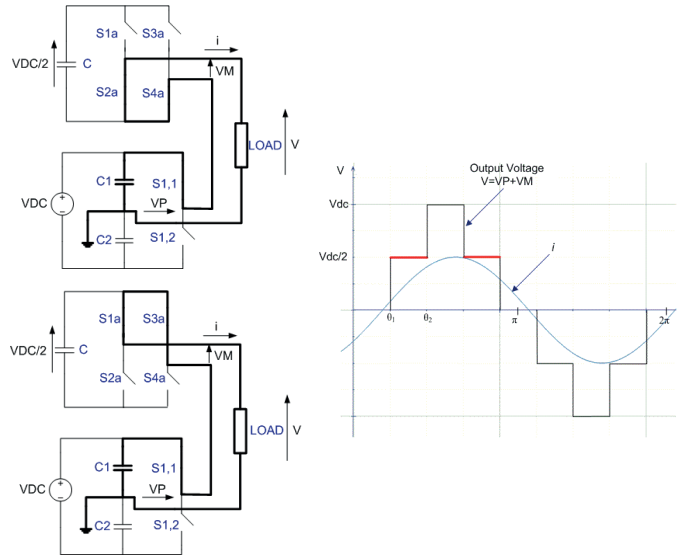 S1a S3a
i
VDC/2 C
VM
S2a S4a
LOAD V
C1 S1,1
VDC VP
C2 S1,2
S1a S3a
i
VDC/2 C
VM
S2a S4a
LOAD V
C1 S1,1
VDC VP
C2 S1,2
Output Voltage
V=VP+VM
V
Vdc
Vdc/2
i
θ1 θ2 π 2π